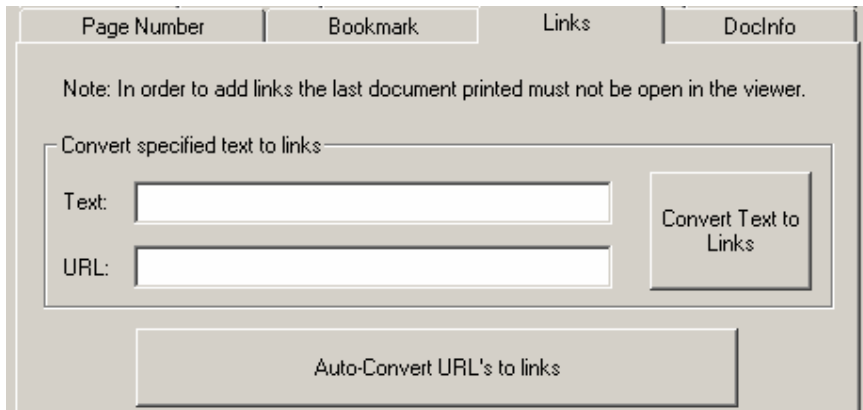 Page Number Bookmark Links DocInfo
Note: In order to add links the last document printed must not be open in the viewer.
Convert specified text to links
Text:
Convert Text to
Links
URL:
Auto-Convert URL's to links